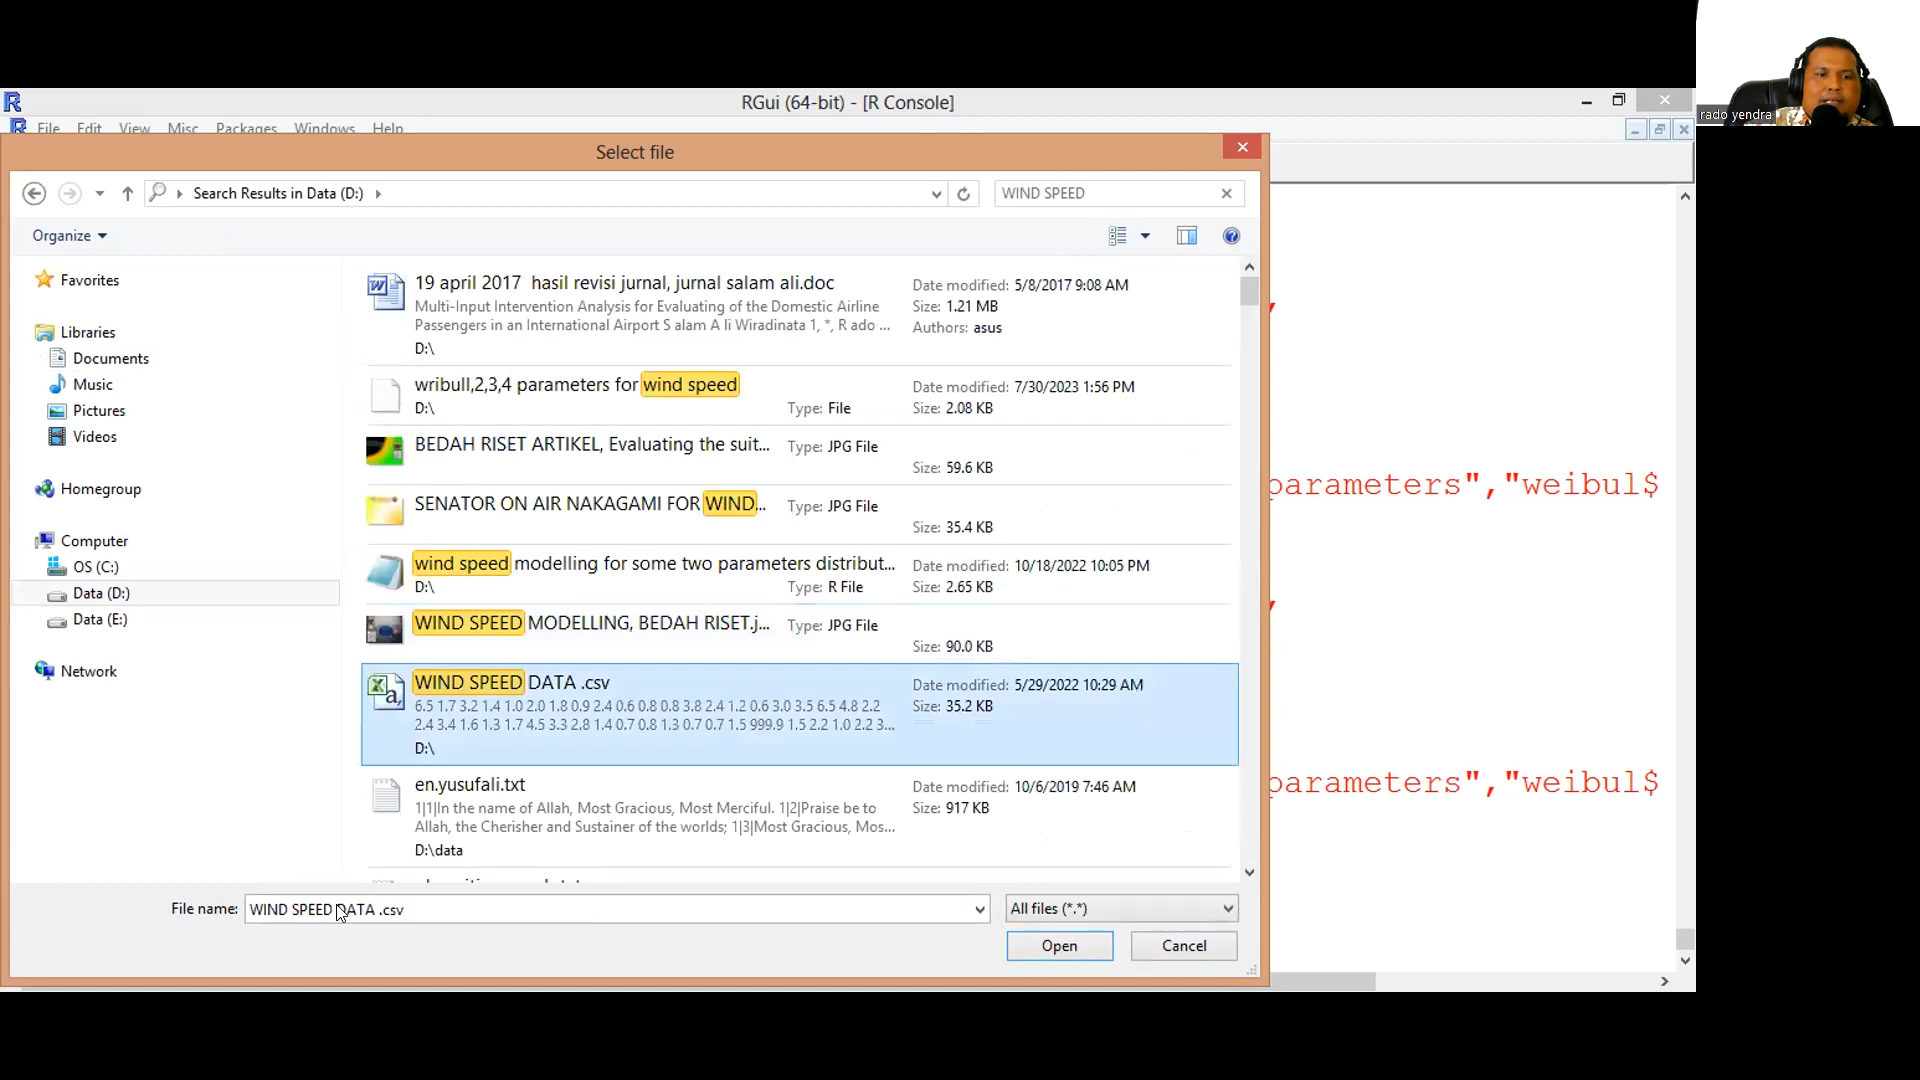 RGui (64-bit) - [R Console]
rado yendra
File Edit View Misc Packages Windows Help
Select file
Search Results in Data (D:)
WIND SPEED
Organize
Favorites
Libraries
Documents
Music
Pictures
Videos
Homegroup
Computer
OS (C:)
Data (D:)
Data (E:)
Network
19 april 2017 hasil revisi jurnal, jurnal salam ali.doc
Multi-Input Intervention Analysis for Evaluating of the Domestic Airline
Passengers in an International Airport S alam A li Wiradinata 1, *, R ado ...
D:\
Date modified: 5/8/2017 9:08 AM
Size: 1.21 MB
Authors: asus
wribull,2,3,4 parameters for wind speed
D:\
Type: File
Date modified: 7/30/2023 1:56 PM
Size: 2.08 KB
BEDAH RISET ARTIKEL, Evaluating the suit...
Type: JPG File
Size: 59.6 KB
SENATOR ON AIR NAKAGAMI FOR WIND...
Type: JPG File
Size: 35.4 KB
wind speed modelling for some two parameters distribut...
D:\
Type: R File
Date modified: 10/18/2022 10:05 PM
Size: 2.65 KB
WIND SPEED MODELLING, BEDAH RISET.j...
Type: JPG File
Size: 90.0 KB
WIND SPEED DATA .csv
6.5 1.7 3.2 1.4 1.0 2.0 1.8 0.9 2.4 0.6 0.8 0.8 3.8 2.4 1.2 0.6 3.0 3.5 6.5 4.8 2.2
2.4 3.4 1.6 1.3 1.7 4.5 3.3 2.8 1.4 0.7 0.8 1.3 0.7 0.7 1.5 999.9 1.5 2.2 1.0 2.2 3...
D:\
Date modified: 5/29/2022 10:29 AM
Size: 35.2 KB
en.yusufali.txt
1|1|In the name of Allah, Most Gracious, Most Merciful. 1|2|Praise be to
Allah, the Cherisher and Sustainer of the worlds; 1|3|Most Gracious, Mos...
D:\data
Date modified: 10/6/2019 7:46 AM
Size: 917 KB
parameters","weibul$
parameters","weibul$
File name: WIND SPEED DATA .csv
All files (*.*)
Open
Cancel